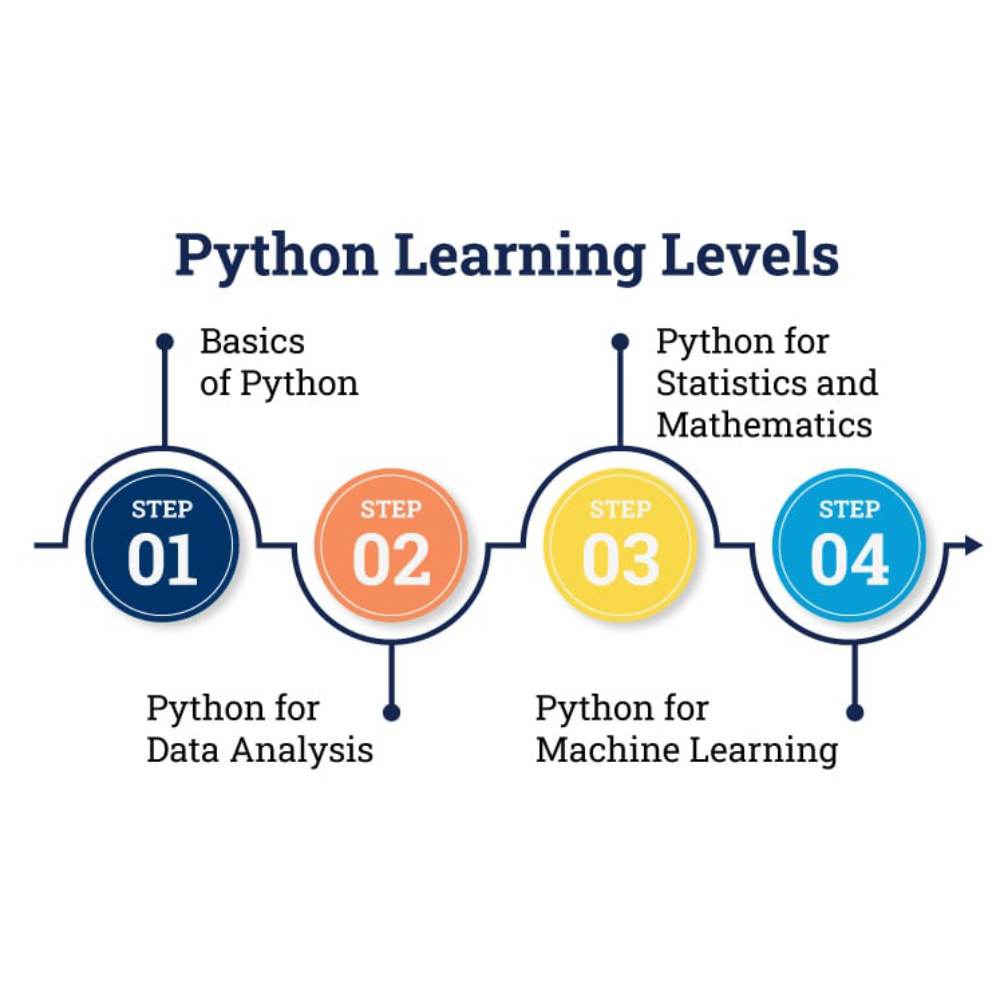 Python Learning Levels
Basics
of Python
Python for
Statistics and
Mathematics
STEP
01
STEP
02
STEP
03
STEP
04
Python for
Data Analysis
Python for
Machine Learning